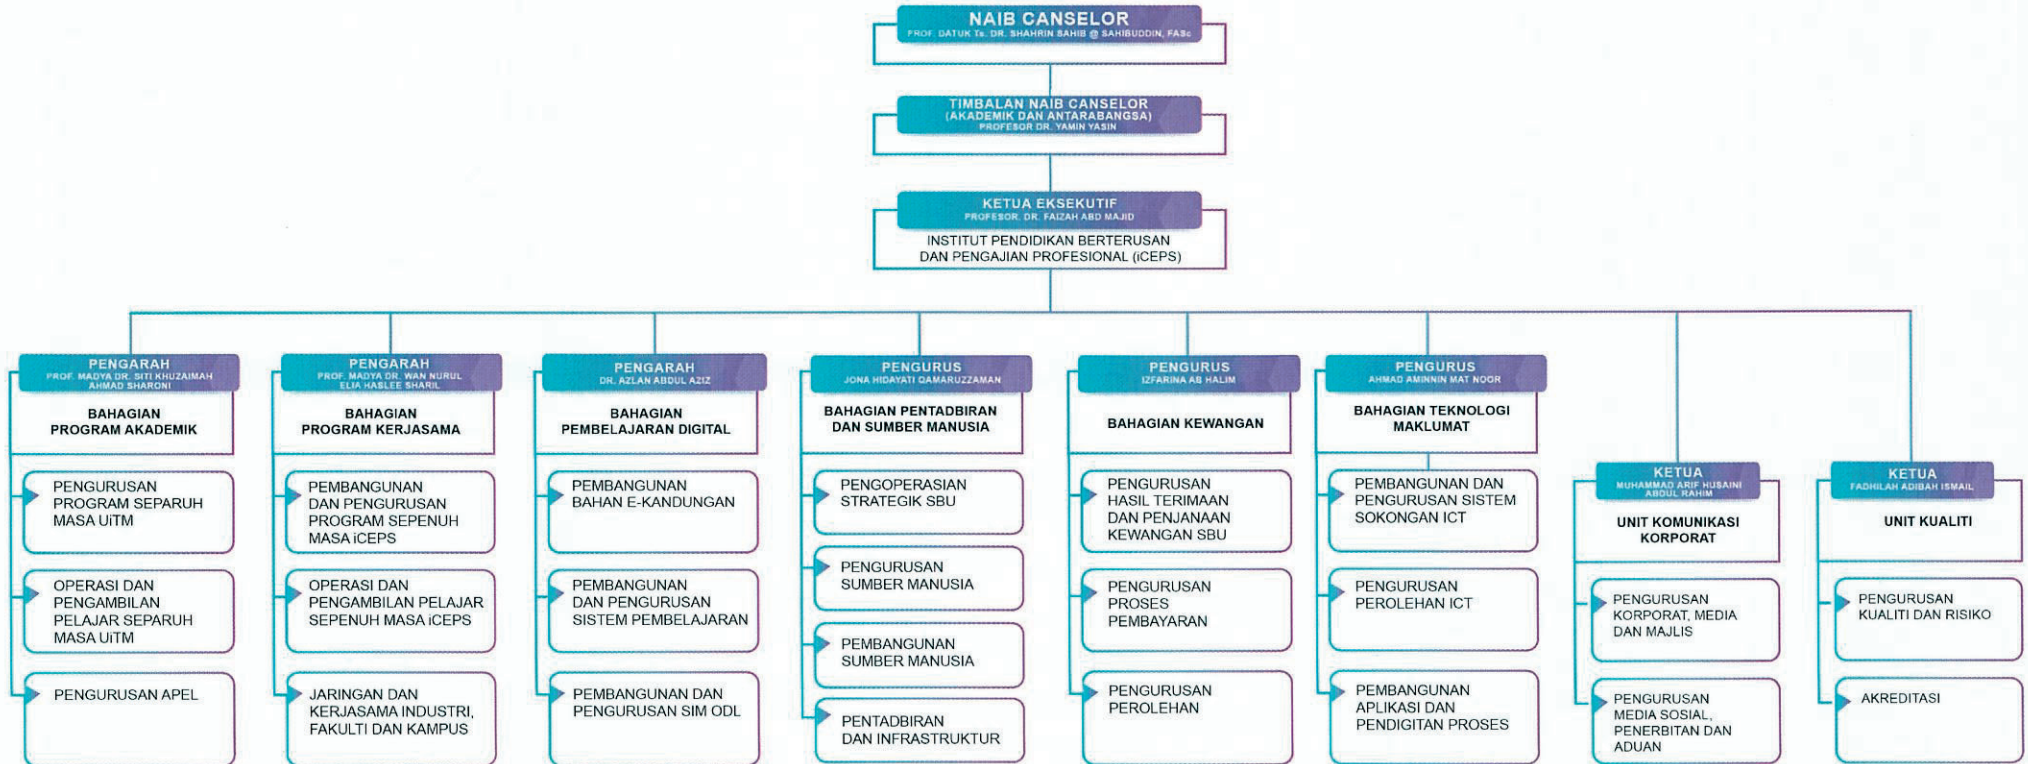 NAIB CANSELOR
PROF. DATUK Ts. DR. SHAHRIN SAHIB @ SAHIBUDDIN, FASc
TIMBALAN NAIB CANSELOR
(AKADEMIK DAN ANTARABANGSA)
PROFESOR DR. YAMIN YASIN
KETUA EKSEKUTIF
PROFESOR. DR. FAIZAH ABD MAJID
INSTITUT PENDIDIKAN BERTERUSAN
DAN PENGAJIAN PROFESIONAL (iCEPS)
PENGARAH
PROF. MADYA DR. SITI KHUZAIMAH
AHMAD SHARONI
BAHAGIAN
PROGRAM AKADEMIK
PENGURUSAN
PROGRAM SEPARUH
MASA UiTM
OPERASI DAN
PENGAMBILAN
PELAJAR SEPARUH
MASA UiTM
PENGURUSAN APEL
PENGARAH
PROF. MADYA DR. WAN NURUL
ELIA HASLEE SHARIL
BAHAGIAN
PROGRAM KERJASAMA
PEMBANGUNAN
DAN PENGURUSAN
PROGRAM SEPENUH
MASA iCEPS
OPERASI DAN
PENGAMBILAN PELAJAR
SEPENUH MASA iCEPS
JARINGAN DAN
KERJASAMA INDUSTRI,
FAKULTI DAN KAMPUS
PENGARAH
DR. AZLAN ABDUL AZIZ
BAHAGIAN
PEMBELAJARAN DIGITAL
PEMBANGUNAN
BAHAN E-KANDUNGAN
PEMBANGUNAN
DAN PENGURUSAN
SISTEM PEMBELAJARAN
PEMBANGUNAN DAN
PENGURUSAN SIM ODL
PENGURUS
JONA HIDAYATI QAMARUZZAMAN
BAHAGIAN PENTADBIRAN
DAN SUMBER MANUSIA
PENGOPERASIAN
STRATEGIK SBU
PENGURUSAN
SUMBER MANUSIA
PEMBANGUNAN
SUMBER MANUSIA
PENTADBIRAN
DAN INFRASTRUKTUR
PENGURUS
IZFARINA AB HALIM
BAHAGIAN KEWANGAN
PENGURUSAN
HASIL TERIMAAN
DAN PENJANAAN
KEWANGAN SBU
PENGURUSAN
PROSES
PEMBAYARAN
PENGURUSAN
PEROLEHAN
PENGURUS
AHMAD AMINNIN MAT NOOR
BAHAGIAN TEKNOLOGI
MAKLUMAT
PEMBANGUNAN DAN
PENGURUSAN SISTEM
SOKONGAN ICT
PENGURUSAN
PEROLEHAN ICT
PEMBANGUNAN
APLIKASI DAN
PENDIGITAN PROSES
KETUA
MUHAMMAD ARIF HUSAINI
ABDUL RAHIM
UNIT KOMUNIKASI
KORPORAT
PENGURUSAN
KORPORAT, MEDIA
DAN MAJLIS
PENGURUSAN
MEDIA SOSIAL,
PENERBITAN DAN
ADUAN
KETUA
FADHILAH ADIBAH ISMAIL
UNIT KUALITI
PENGURUSAN
KUALITI DAN RISIKO
AKREDITASI